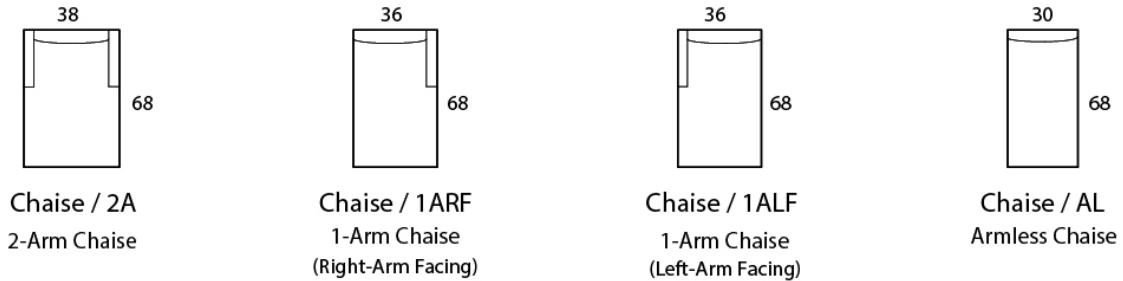 38
36
36
30
68
68
68
68
Chaise / 2A
2-Arm Chaise
Chaise / 1ARF
1-Arm Chaise
(Right-Arm Facing)
Chaise / 1ALF
1-Arm Chaise
(Left-Arm Facing)
Chaise / AL
Armless Chaise